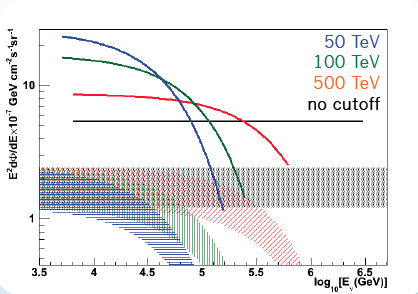 50 TeV
100 TeV
500 TeV
no cutoff
E²dΦ/dE×10⁻⁷ GeV cm⁻²s⁻¹sr⁻¹
10
1
3.5 4 4.5 5 5.5 6 6.5
log₁₀[Eᵥ(GeV)]